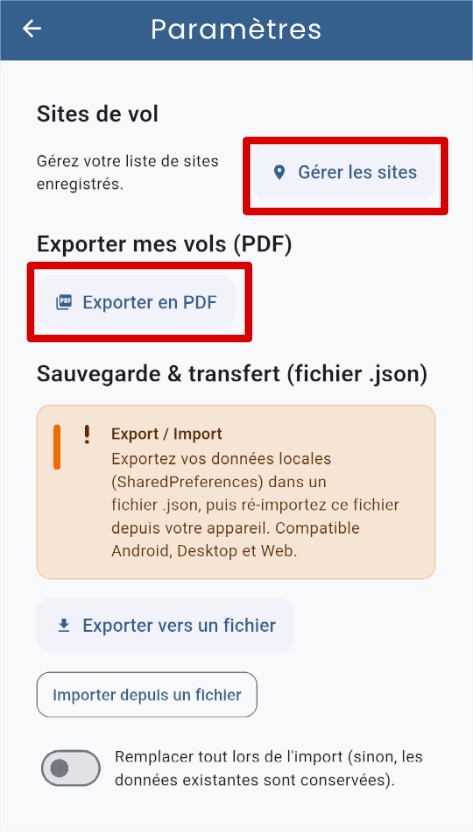 Paramètres
Sites de vol
Gérez votre liste de sites
enregistrés.
Gérer les sites
Exporter mes vols (PDF)
PDF
Exporter en PDF
Sauvegarde & transfert (fichier .json)
Export / Import
Exportez vos données locales
(SharedPreferences) dans un
fichier .json, puis ré-importez ce fichier
depuis votre appareil. Compatible
Android, Desktop et Web.
Exporter vers un fichier
Importer depuis un fichier
Remplacer tout lors de l'import (sinon, les
données existantes sont conservées).